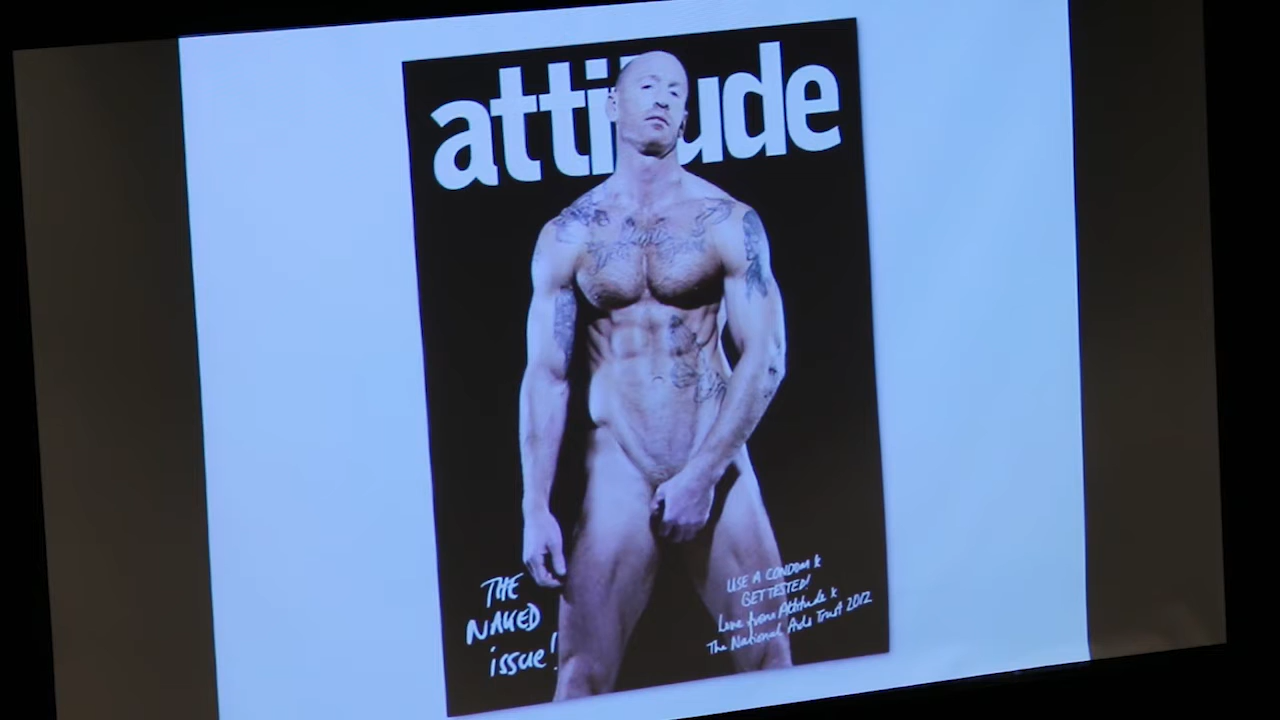 attitude
THE
NAKED
issue!
USE A CONDOM &
GET TESTED!
Love from Attitude &
The National Aids Trust 2012